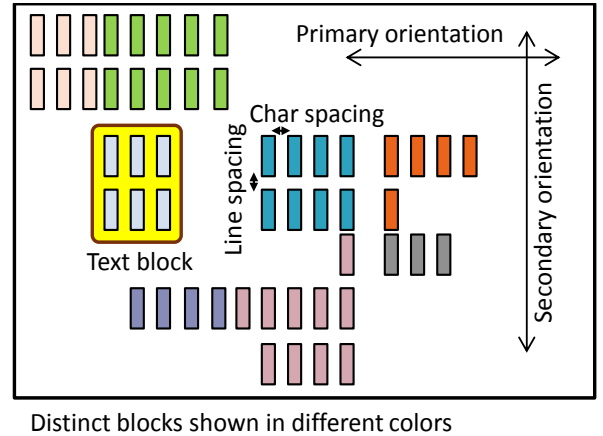 Primary orientation
Char spacing
Line spacing
Secondary orientation
Text block
Distinct blocks shown in different colors